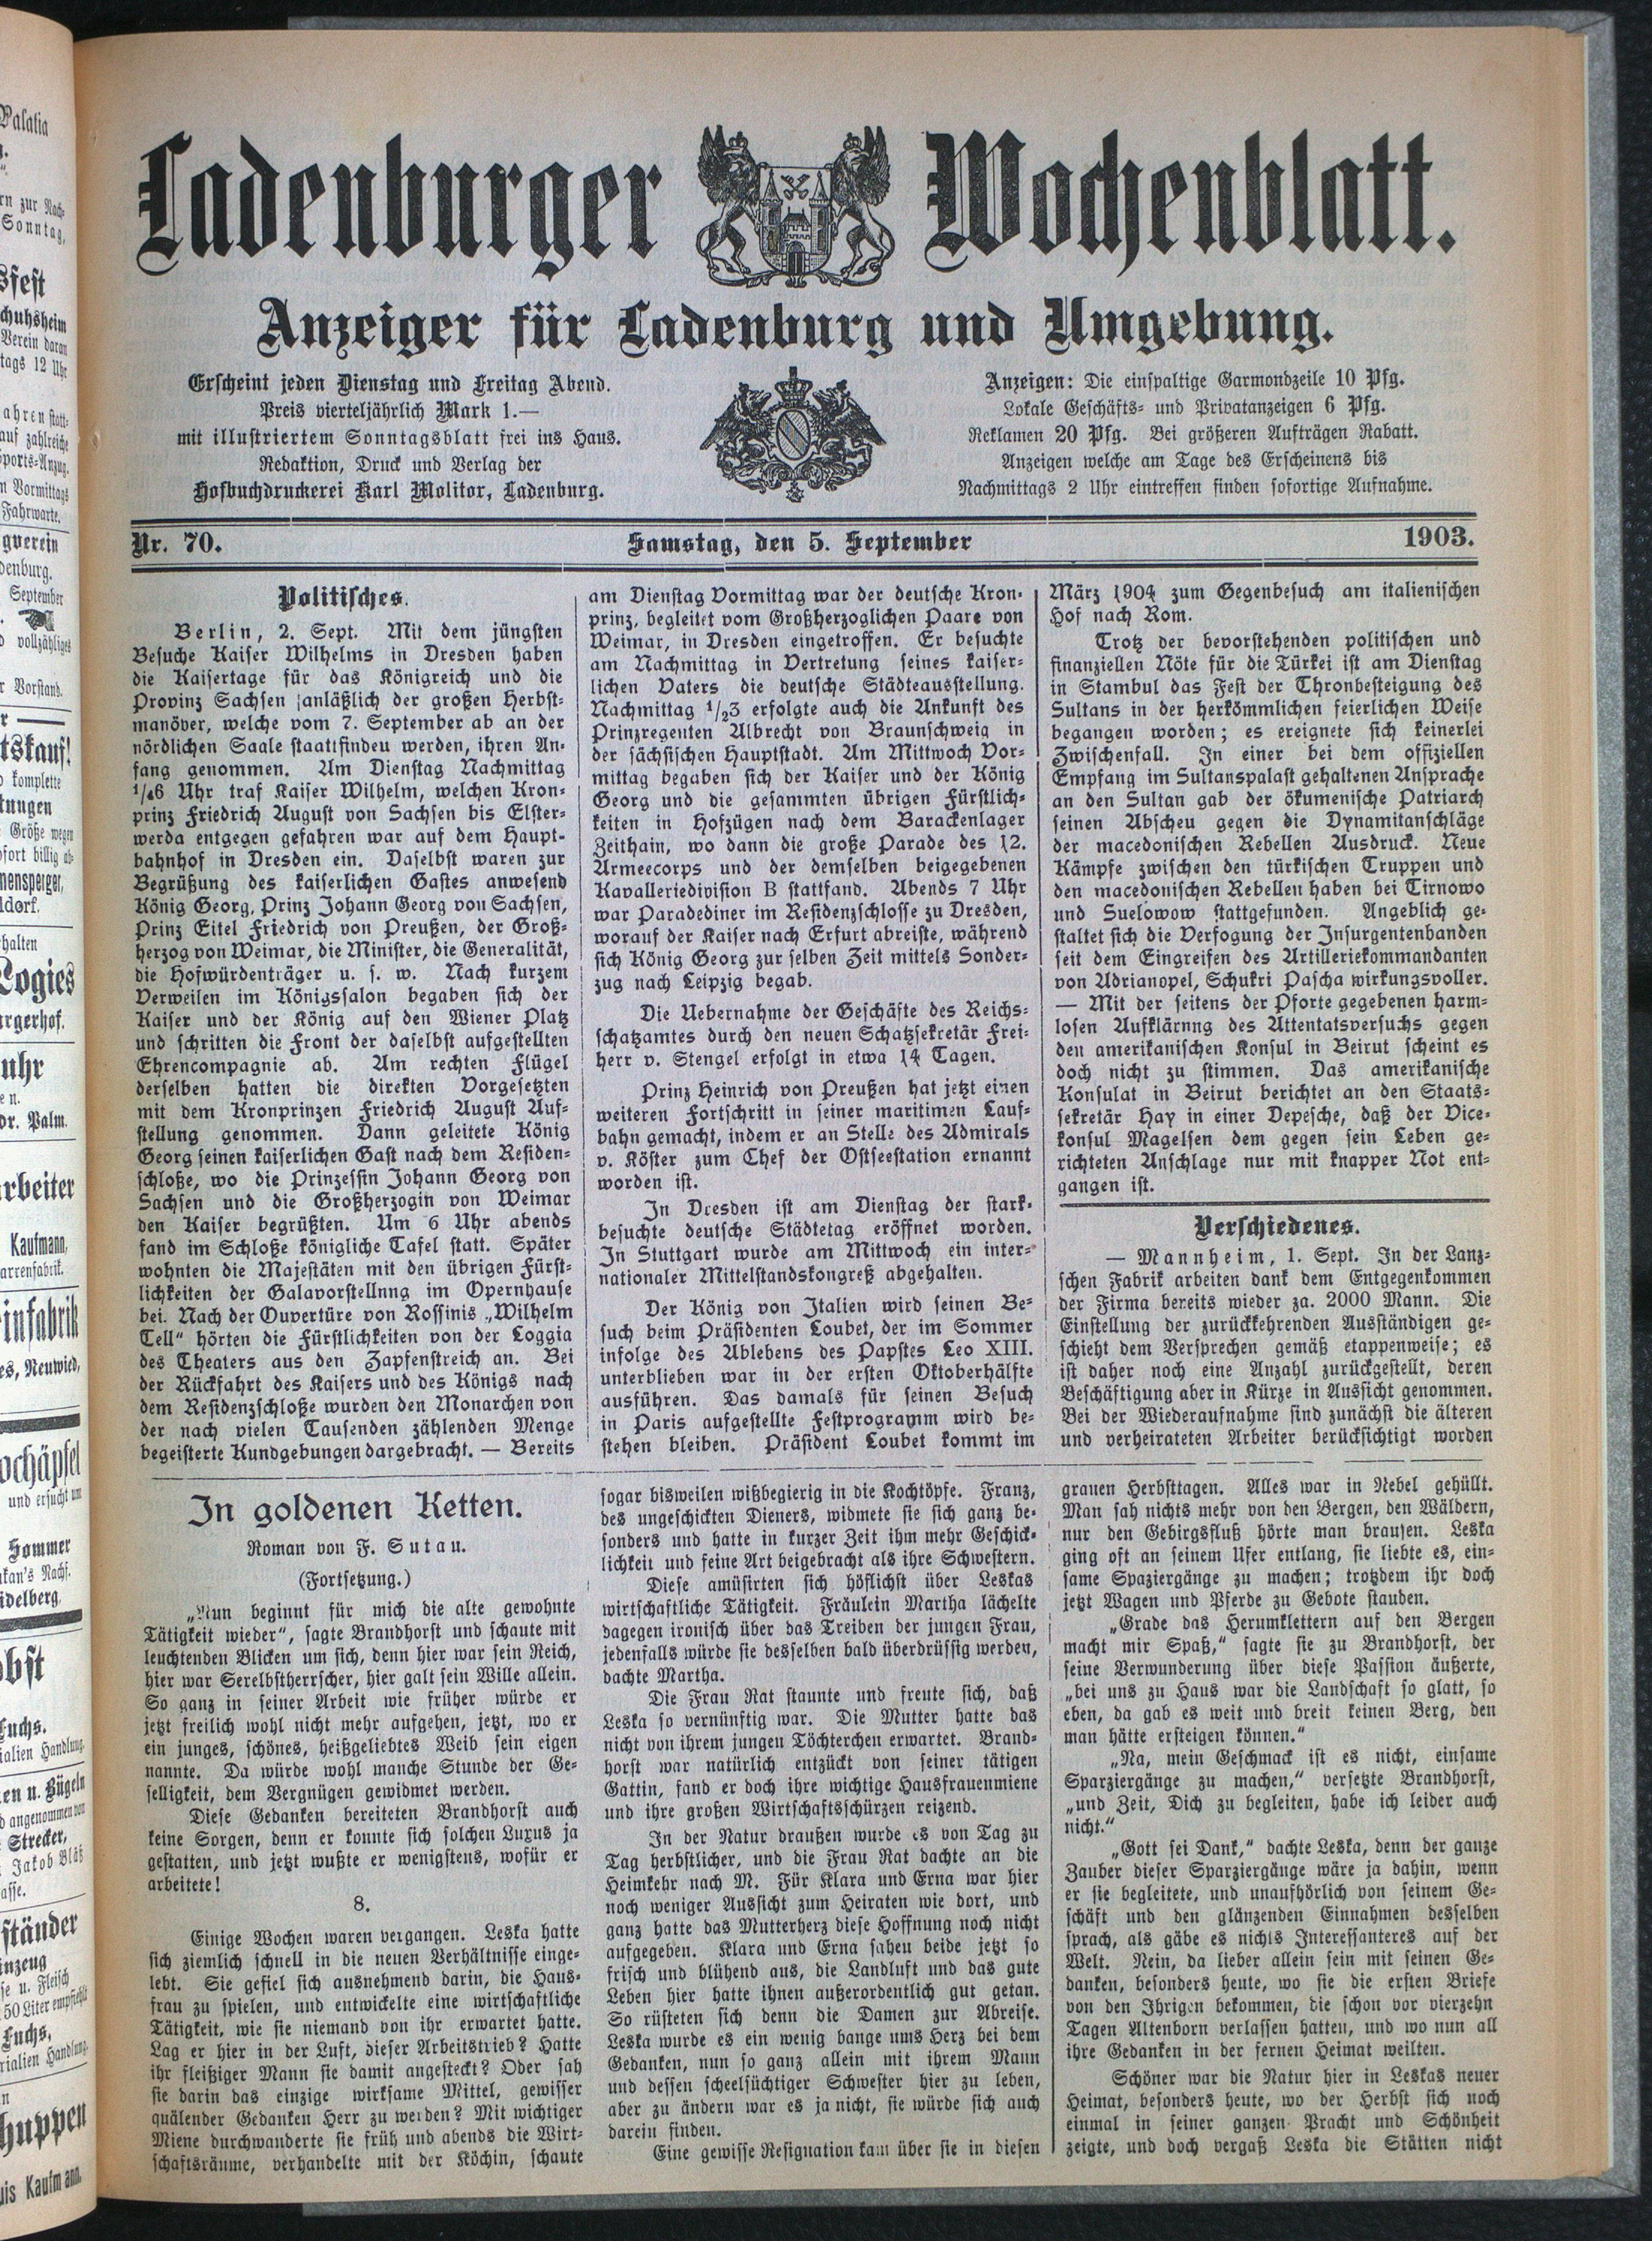 Ladenburger Wochenblatt.
Anzeiger für Ladenburg und Umgebung.
Erscheint jeden Dienstag und Freitag Abend.
Preis vierteljährlich Mark 1.—
mit illustriertem Sonntagsblatt frei ins Haus.
Redaktion, Druck und Verlag der
Hofbuchdruckerei Karl Molitor, Ladenburg.
Anzeigen: Die einspaltige Garmondzeile 10 Pfg.
Lokale Geschäfts- und Privatanzeigen 6 Pfg.
Reklamen 20 Pfg. Bei größeren Aufträgen Rabatt.
Anzeigen welche am Tage des Erscheinens bis
Nachmittags 2 Uhr eintreffen finden sofortige Aufnahme.
Nr. 70. Samstag, den 5. September 1903.
Politisches.
Berlin, 2. Sept. Mit dem jüngsten
Besuche Kaiser Wilhelms in Dresden haben
die Kaisertage für das Königreich und die
Provinz Sachsen anläßlich der großen Herbst-
manöver, welche vom 7. September ab an der
nördlichen Saale staattfindeu werden, ihren An-
fang genommen. Am Dienstag Nachmittag
Uhr traf Kaiser Wilhelm, welchen Kron-
prinz Friedrich August von Sachsen bis Elster-
werda entgegen gefahren war auf dem Haupt-
bahnhof in Dresden ein. Daselbst waren zur
Begrüßung des kaiserlichen Gastes anwesend
König Georg, Prinz Johann Georg von Sachsen,
Prinz Eitel Friedrich von Preußen, der Groß-
herzog von Weimar, die Minister, die Generalität,
die Hofwürdenträger u. s. w. Nach kurzem
Verweilen im Königssalon begaben sich der
Kaiser und der König auf den Wiener Platz
und schritten die Front der daselbst aufgestellten
Ehrencompagnie ab. Am rechten Flügel
derselben hatten die direkten Vorgesetzten
mit dem Kronprinzen Friedrich August Auf-
stellung genommen. Dann geleitete König
Georg seinen kaiserlichen Gast nach dem Residen-
schloße, wo die Prinzessin Johann Georg von
Sachsen und die Großherzogin von Weimar
den Kaiser begrüßten. Um 6 Uhr abends
fand im Schloße königliche Tafel statt. Später
wohnten die Majestäten mit den übrigen Fürst-
lichkeiten der Galavorstellnng im Opernhause
bei. Nach der Ouvertüre von Rossinis „Wilhelm
Tell“ hörten die Fürstlichkeiten von der Loggia
des Theaters aus den Zapfenstreich an. Bei
der Rückfahrt des Kaisers und des Königs nach
dem Residenzschloße wurden den Monarchen von
der nach vielen Tausenden zählenden Menge
begeisterte Kundgebungen dargebracht. — Bereits
am Dienstag Vormittag war der deutsche Kron-
prinz, begleitet vom Großherzoglichen Paare von
Weimar, in Dresden eingetroffen. Er besuchte
am Nachmittag in Vertretung seines kaiser-
lichen Vaters die deutsche Städteausstellung.
Nachmittag 1/23 erfolgte auch die Ankunft des
Prinzregenten Albrecht von Braunschweig in
der sächsischen Hauptstadt. Am Mittwoch Vor-
mittag begaben sich der Kaiser und der König
Georg und die gesammten übrigen Fürstlich-
keiten in Hofzügen nach dem Barackenlager
Zeithain, wo dann die große Parade des 12.
Armeecorps und der demselben beigegebenen
Kavalleriedivision B stattfand. Abends 7 Uhr
war Paradediner im Residenzschlosse zu Dresden,
worauf der Kaiser nach Erfurt abreiste, während
sich König Georg zur selben Zeit mittels Sonder-
zug nach Leipzig begab.
Die Uebernahme der Geschäfte des Reichs-
schatzamtes durch den neuen Schatzsekretär Frei-
herr v. Stengel erfolgt in etwa 14 Tagen.
Prinz Heinrich von Preußen hat jetzt einen
weiteren Fortschritt in seiner maritimen Lauf-
bahn gemacht, indem er an Stelle des Admirals
v. Köster zum Chef der Ostseestation ernannt
worden ist.
In Dresden ist am Dienstag der stark-
besuchte deutsche Städtetag eröffnet worden.
In Stuttgart wurde am Mittwoch ein inter-
nationaler Mittelstandskongreß abgehalten.
Der König von Italien wird seinen Be-
such beim Präsidenten Loubet, der im Sommer
infolge des Ablebens des Papstes Leo XIII.
unterblieben war in der ersten Oktoberhälfte
ausführen. Das damals für seinen Besuch
in Paris aufgestellte Festprogramm wird be-
stehen bleiben. Präsident Loubet kommt im
März 1904 zum Gegenbesuch am italienischen
Hof nach Rom.
Trotz der bevorstehenden politischen und
finanziellen Nöte für die Türkei ist am Dienstag
in Stambul das Fest der Thronbesteigung des
Sultans in der herkömmlichen feierlichen Weise
begangen worden; es ereignete sich keinerlei
Zwischenfall. In einer bei dem offiziellen
Empfang im Sultanspalast gehaltenen Ansprache
an den Sultan gab der ökumenische Patriarch
seinen Abscheu gegen die Dynamitanschläge
der macedonischen Rebellen Ausdruck. Neue
Kämpfe zwischen den türkischen Truppen und
den macedonischen Rebellen haben bei Tirnowo
und Suelowow stattgefunden. Angeblich ge-
staltet sich die Verfogung der Insurgentenbanden
seit dem Eingreifen des Artilleriekommandanten
von Adrianopel, Schukri Pascha wirkungsvoller.
— Mit der seitens der Pforte gegebenen harm-
losen Aufklärnng des Attentatsversuchs gegen
den amerikanischen Konsul in Beirut scheint es
doch nicht zu stimmen. Das amerikanische
Konsulat in Beirut berichtet an den Staats-
sekretär Hay in einer Depesche, daß der Vice-
konsul Magelsen dem gegen sein Leben ge-
richteten Anschlage nur mit knapper Not ent-
gangen ist.
Verschiedenes.
— Mannheim, 1. Sept. In der Lanz-
schen Fabrik arbeiten dank dem Entgegenkommen
der Firma bereits wieder za. 2000 Mann. Die
Einstellung der zurückkehrenden Ausständigen ge-
schieht dem Versprechen gemäß etappenweise; es
ist daher noch eine Anzahl zurückgestellt, deren
Beschäftigung aber in Kürze in Aussicht genommen.
Bei der Wiederaufnahme sind zunächst die älteren
und verheirateten Arbeiter berücksichtigt worden
In goldenen Ketten.
Roman von F. Sutau.
(Fortsetzung.)
„Nun beginnt für mich die alte gewohnte
Tätigkeit wieder“, sagte Brandhorst und schaute mit
leuchtenden Blicken um sich, denn hier war sein Reich,
hier war Serelbstherrscher, hier galt sein Wille allein.
So ganz in seiner Arbeit wie früher würde er
jetzt freilich wohl nicht mehr aufgehen, jetzt, wo er
ein junges, schönes, heißgeliebtes Weib sein eigen
nannte. Da würde wohl manche Stunde der Ge-
selligkeit, dem Vergnügen gewidmet werden.
Diese Gedanken bereiteten Brandhorst auch
keine Sorgen, denn er konnte sich solchen Luxus ja
gestatten, und jetzt wußte er wenigstens, wofür er
arbeitete!
8.
Einige Wochen waren vergangen. Leska hatte
sich ziemlich schnell in die neuen Verhältnisse einge-
lebt. Sie gefiel sich ausnehmend darin, die Haus-
frau zu spielen, und entwickelte eine wirtschaftliche
Tätigkeit, wie sie niemand von ihr erwartet hatte.
Lag er hier in der Luft, dieser Arbeitstrieb? Hatte
ihr fleißiger Mann sie damit angesteckt? Oder sah
sie darin das einzige wirksame Mittel, gewisser
quälender Gedanken Herr zu werden? Mit wichtiger
Miene durchwanderte sie früh und abends die Wirt-
schaftsräume, verhandelte mit der Köchin, schaute
sogar bisweilen wißbegierig in die Kochtöpfe. Franz,
des ungeschickten Dieners, widmete sie sich ganz be-
sonders und hatte in kurzer Zeit ihm mehr Geschick-
lichkeit und feine Art beigebracht als ihre Schwestern.
Diese amüsirten sich höflichst über Leskas
wirtschaftliche Tätigkeit. Fräulein Martha lächelte
dagegen ironisch über das Treiben der jungen Frau,
jedenfalls würde sie desselben bald überdrüssig werden,
dachte Martha.
Die Frau Rat staunte und freute sich, daß
Leska so vernünftig war. Die Mutter hatte das
nicht von ihrem jungen Töchterchen erwartet. Brand-
horst war natürlich entzückt von seiner tätigen
Gattin, fand er doch ihre wichtige Hausfrauenmiene
und ihre großen Wirtschaftsschürzen reizend.
In der Natur draußen wurde es von Tag zu
Tag herbstlicher, und die Frau Rat dachte an die
Heimkehr nach M. Für Klara und Erna war hier
noch weniger Aussicht zum Heiraten wie dort, und
ganz hatte das Mutterherz diese Hoffnung noch nicht
aufgegeben. Klara und Erna sahen beide jetzt so
frisch und blühend aus, die Landluft und das gute
Leben hier hatte ihnen außerordentlich gut getan.
So rüsteten sich denn die Damen zur Abreise.
Leska wurde es ein wenig bange ums Herz bei dem
Gedanken, nun so ganz allein mit ihrem Mann
und dessen scheelsüchtiger Schwester hier zu leben,
aber zu ändern war es ja nicht, sie würde sich auch
darein finden.
Eine gewisse Resignation kam über sie in diesen
grauen Herbsttagen. Alles war in Nebel gehüllt.
Man sah nichts mehr von den Bergen, den Wäldern,
nur den Gebirgsfluß hörte man brausen. Leska
ging oft an seinem Ufer entlang, sie liebte es, ein-
same Spaziergänge zu machen; trotzdem ihr doch
jetzt Wagen und Pferde zu Gebote stauden.
„Grade das Herumklettern auf den Bergen
macht mir Spaß,“ sagte sie zu Brandhorst, der
seine Verwunderung über diese Passion äußerte,
„bei uns zu Haus war die Landschaft so glatt, so
eben, da gab es weit und breit keinen Berg, den
man hätte ersteigen können.“
„Na, mein Geschmack ist es nicht, einsame
Sparziergänge zu machen,“ versetzte Brandhorst,
„und Zeit, Dich zu begleiten, habe ich leider auch
nicht.“
„Gott sei Dank,“ dachte Leska, denn der ganze
Zauber dieser Sparziergänge wäre ja dahin, wenn
er sie begleitete, und unaufhörlich von seinem Ge-
schäft und den glänzenden Einnahmen desselben
sprach, als gäbe es nichts Interessanteres auf der
Welt. Nein, da lieber allein sein mit seinen Ge-
danken, besonders heute, wo sie die ersten Briefe
von den Ihrigen bekommen, die schon vor vierzehn
Tagen Altenborn verlassen hatten, und wo nun all
ihre Gedanken in der fernen Heimat weilten.
Schöner war die Natur hier in Leskas neuer
Heimat, besonders heute, wo der Herbst sich noch
einmal in seiner ganzen Pracht und Schönheit
zeigte, und doch vergaß Leska die Stätten nicht